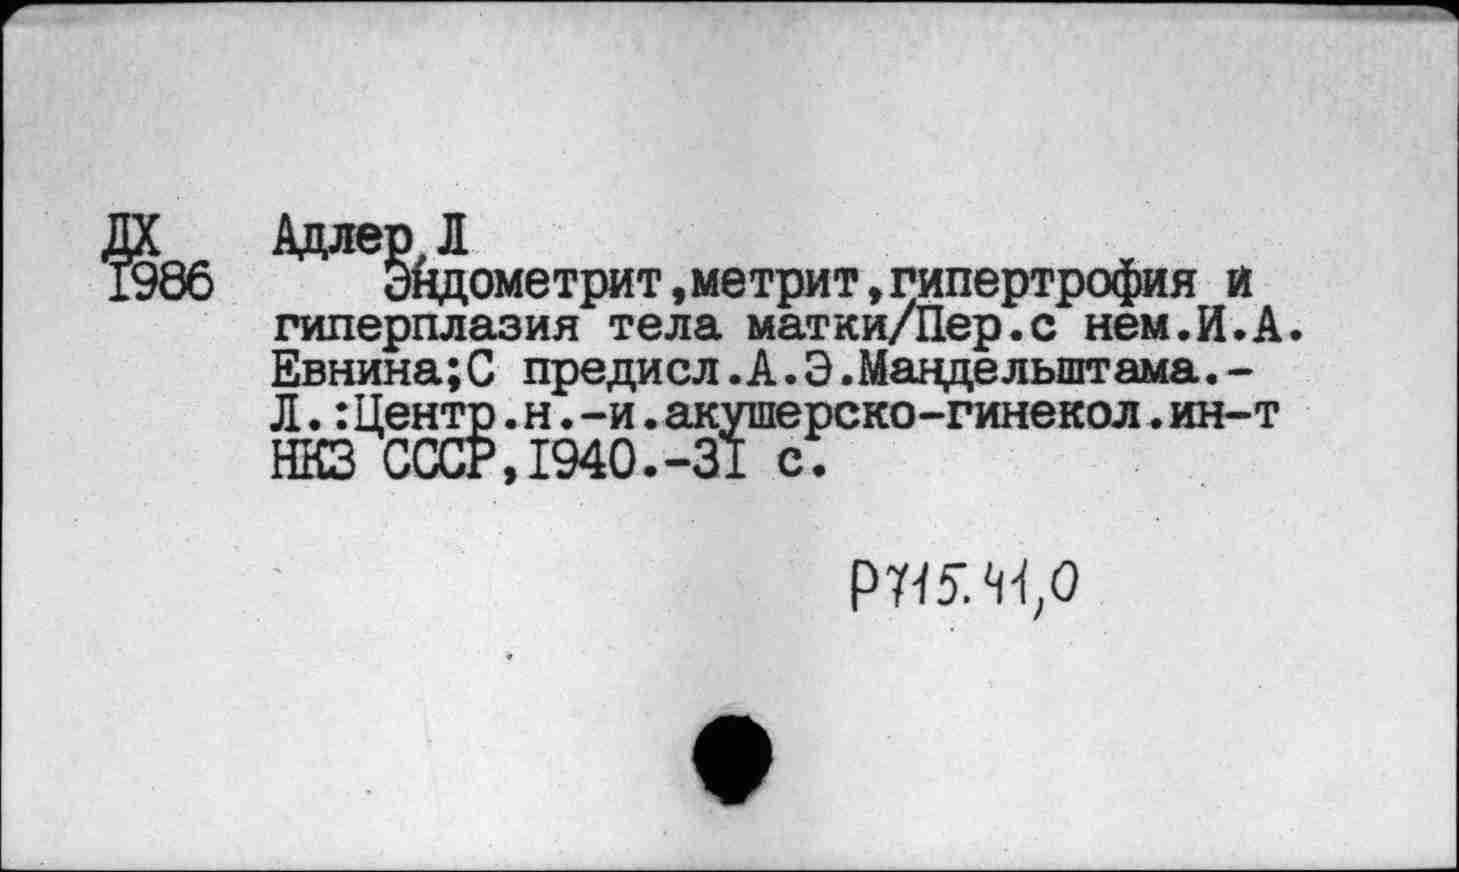 ДХ Адлер,Л
1986 Эндометрит,метрит,гипертрофия и
гиперплазия тела матки/Пер.с нем.И.А.
Евнина;С предисл.А.Э.Мандельштама.-
Л.:Центр.н.-и.акушерско-гинекол.ин-т
НКЗ СССР,1940.-31 с.
Р715.41,0